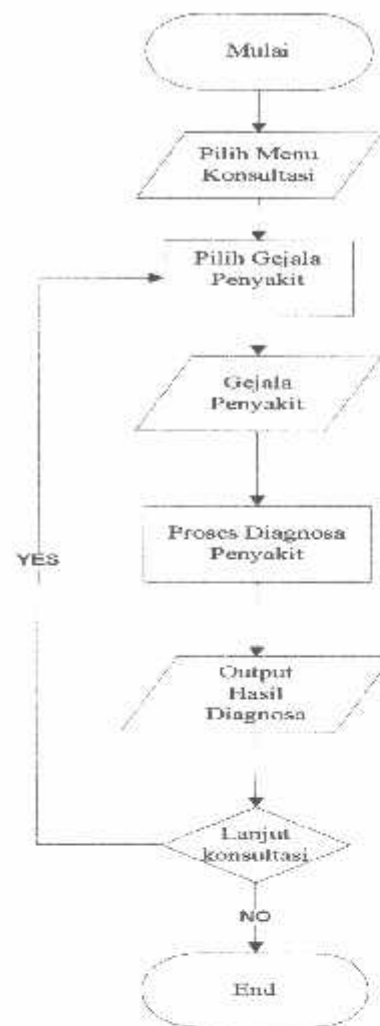 Mulai
Pilih Menu
Konsultasi
Pilih Gejala
Penyakit
Gejala
Penyakit
Proses Diagnosa
Penyakit
YES
Output
Hasil
Diagnosa
Lanjut
konsultasi
NO
End